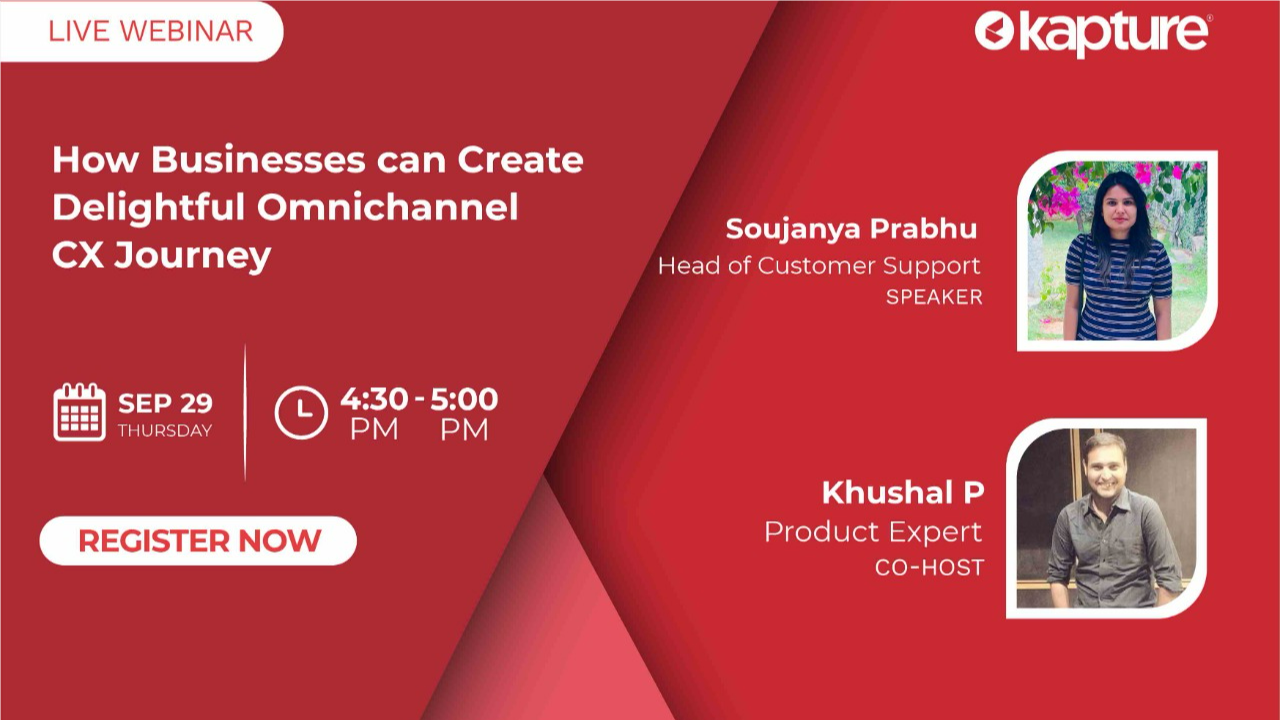 LIVE WEBINAR
kapture®
How Businesses can Create
Delightful Omnichannel
CX Journey
SEP 29
THURSDAY
4:30 - 5:00
PM PM
REGISTER NOW
Soujanya Prabhu
Head of Customer Support
SPEAKER
Khushal P
Product Expert
CO-HOST